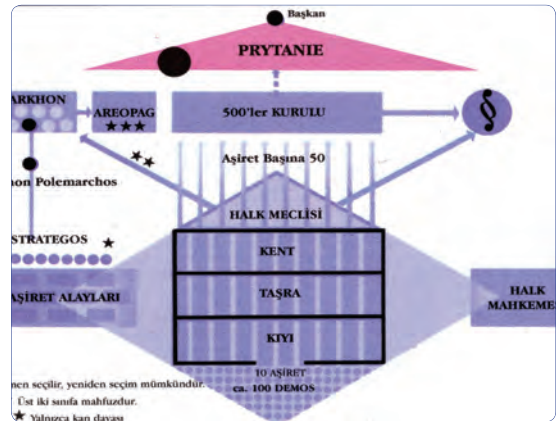 Başkan
PRYTANIE
ARKHON
AREOPAG
★★★
500'ler KURULU
§
Aşiret Başına 50
★★
hon Polemarchos
HALK MECLİSİ
STRATEGOS ★
KENT
AŞİRET ALAYLARI
TAŞRA
HALK
MAHKEME
KIYI
10 AŞİRET
ca. 100 DEMOS
nen seçilir, yeniden seçim mümkündür.
Üst iki sınıfa mahfuzdur.
★ Yalnızca kan davası